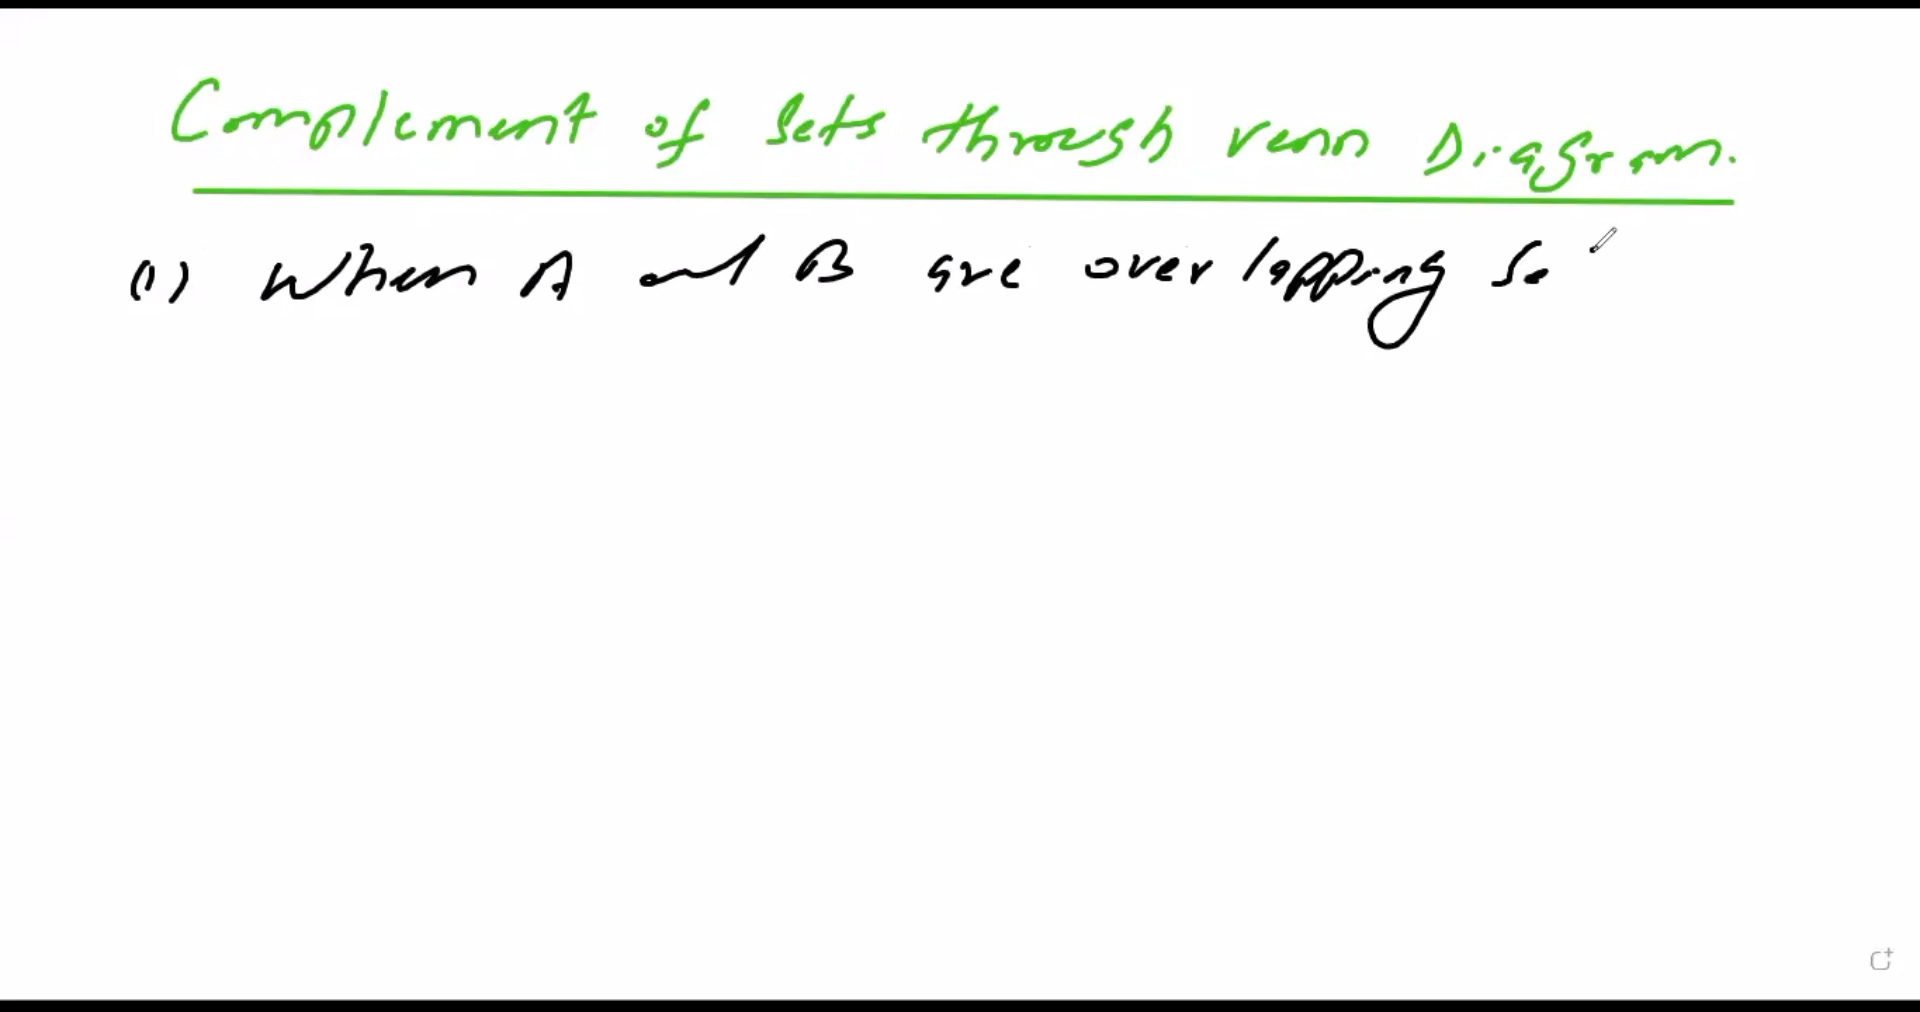 Complement of Sets through venn Diagram.
(1) When A and B are overlapping Se